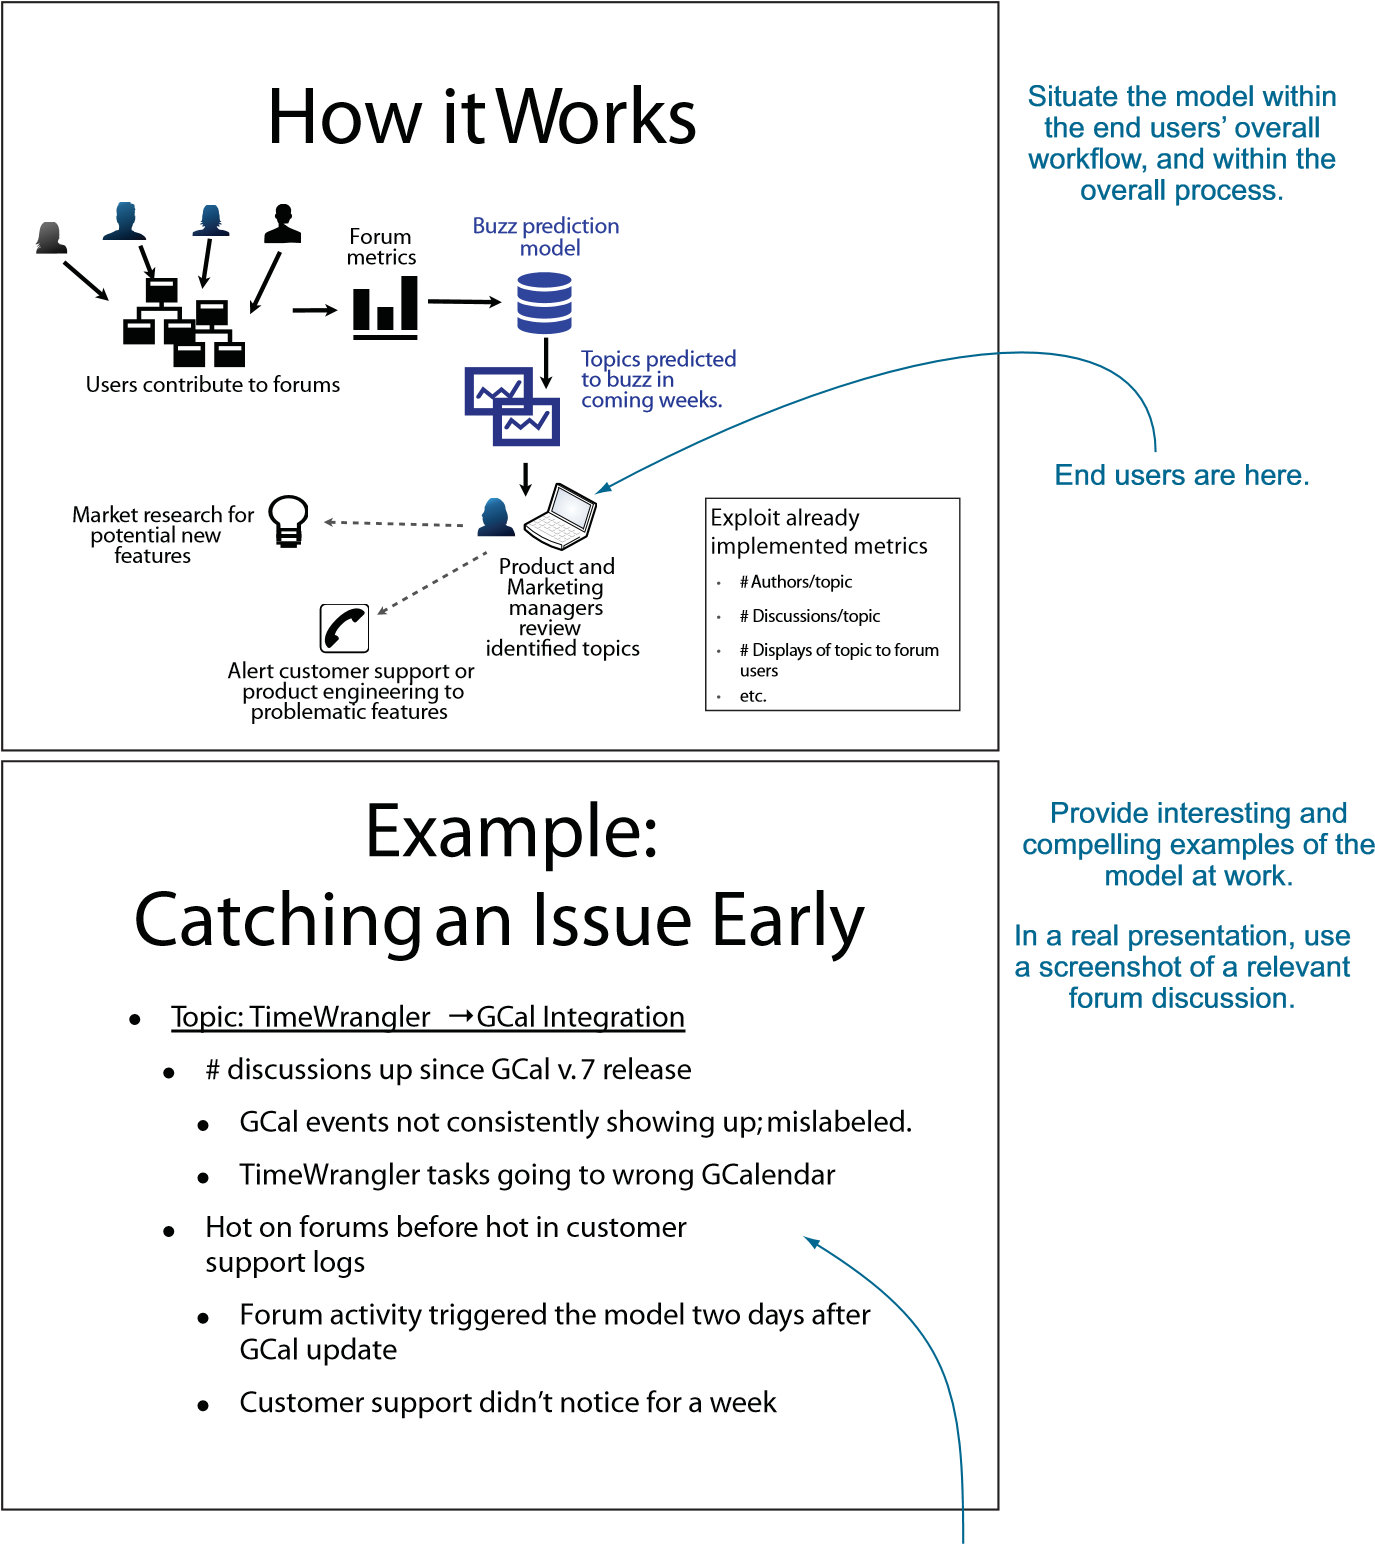 How it Works
Situate the model within
the end users’ overall
workflow, and within the
overall process.
Forum
metrics
Buzz prediction
model
Users contribute to forums
Topics predicted
to buzz in
coming weeks.
End users are here.
Market research for
potential new
features
Product and
Marketing
managers
review
identified topics
Alert customer support or
product engineering to
problematic features
Exploit already
implemented metrics
· # Authors/topic
· # Discussions/topic
· # Displays of topic to forum
users
· etc.
Example:
Catching an Issue Early
Provide interesting and
compelling examples of the
model at work.
In a real presentation, use
a screenshot of a relevant
forum discussion.
• Topic: TimeWrangler →GCal Integration
• # discussions up since GCal v. 7 release
• GCal events not consistently showing up; mislabeled.
• TimeWrangler tasks going to wrong GCalendar
• Hot on forums before hot in customer
support logs
• Forum activity triggered the model two days after
GCal update
• Customer support didn’t notice for a week